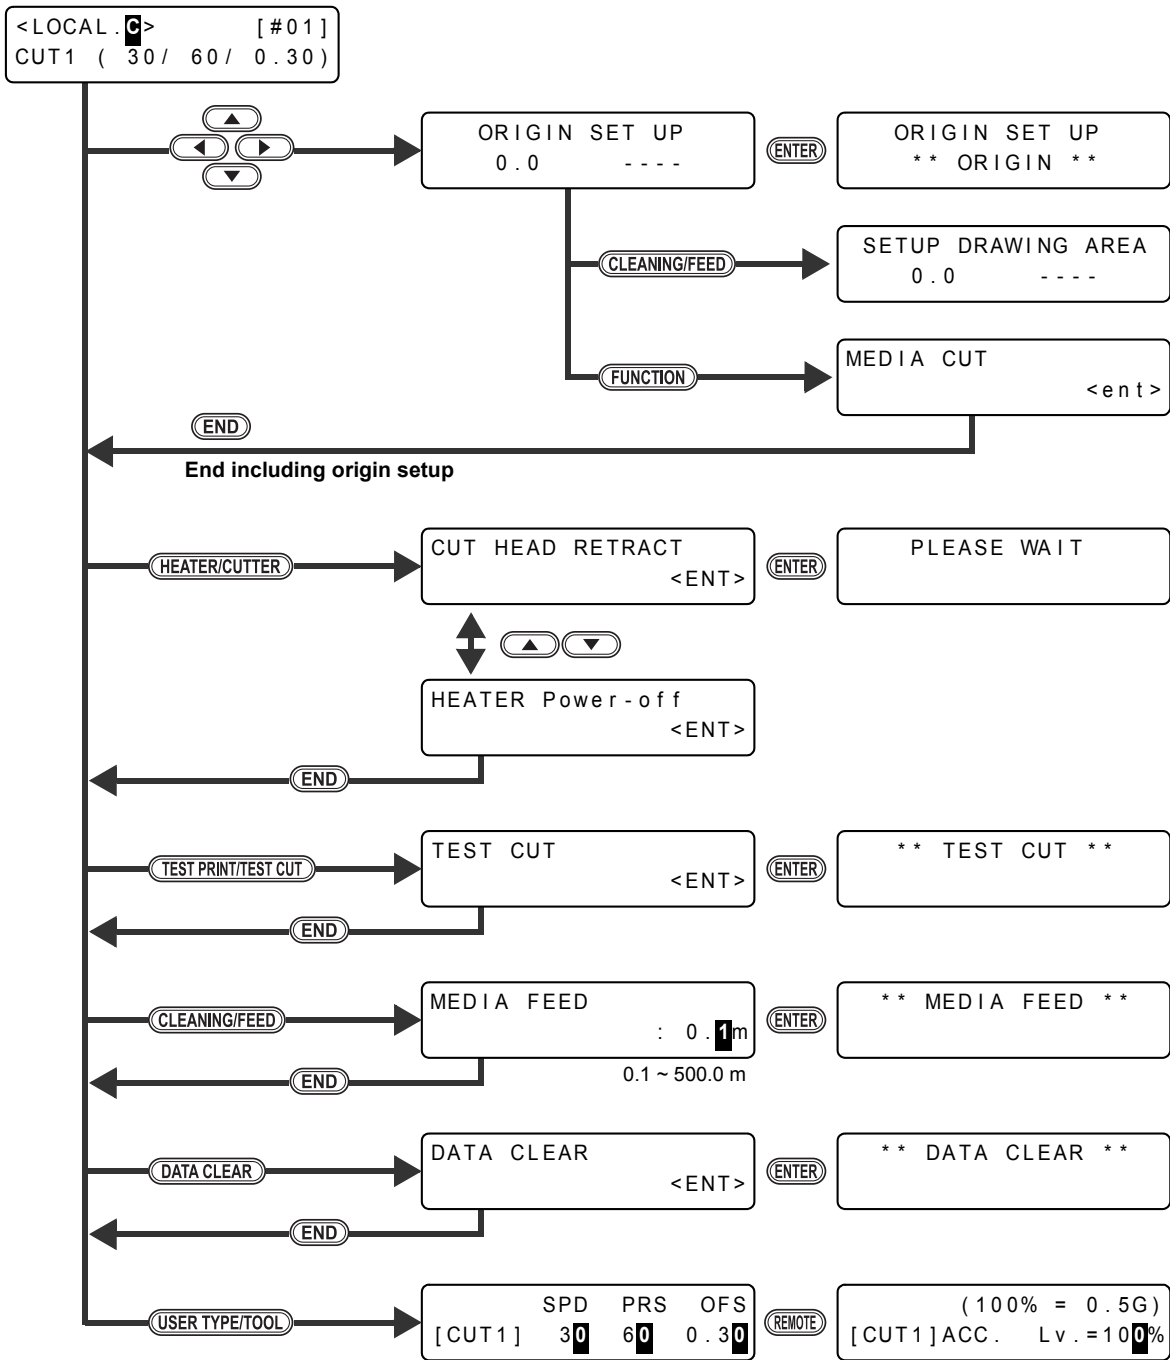 <LOCAL.C> [#01]
CUT1 ( 30/ 60/ 0.30)
ORIGIN SET UP
0.0 ----
ENTER
ORIGIN SET UP
** ORIGIN **
CLEANING/FEED
SETUP DRAWING AREA
0.0 ----
FUNCTION
MEDIA CUT
<ent>
END
End including origin setup
HEATER/CUTTER
CUT HEAD RETRACT
<ENT>
ENTER
PLEASE WAIT
HEATER Power-off
<ENT>
END
TEST PRINT/TEST CUT
TEST CUT
<ENT>
ENTER
** TEST CUT **
END
CLEANING/FEED
MEDIA FEED
: 0.1m
ENTER
** MEDIA FEED **
END
0.1 ~ 500.0 m
DATA CLEAR
DATA CLEAR
<ENT>
ENTER
** DATA CLEAR **
END
USER TYPE/TOOL
SPD PRS OFS
[CUT1] 30 60 0.30
REMOTE
(100% = 0.5G)
[CUT1]ACC. Lv.=100%